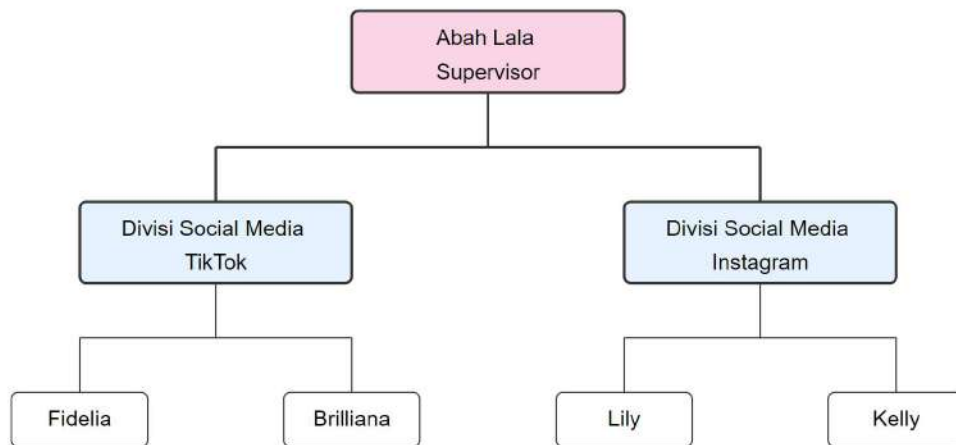 Abah Lala
Supervisor
Divisi Social Media
TikTok
Divisi Social Media
Instagram
Fidelia
Brilliana
Lily
Kelly